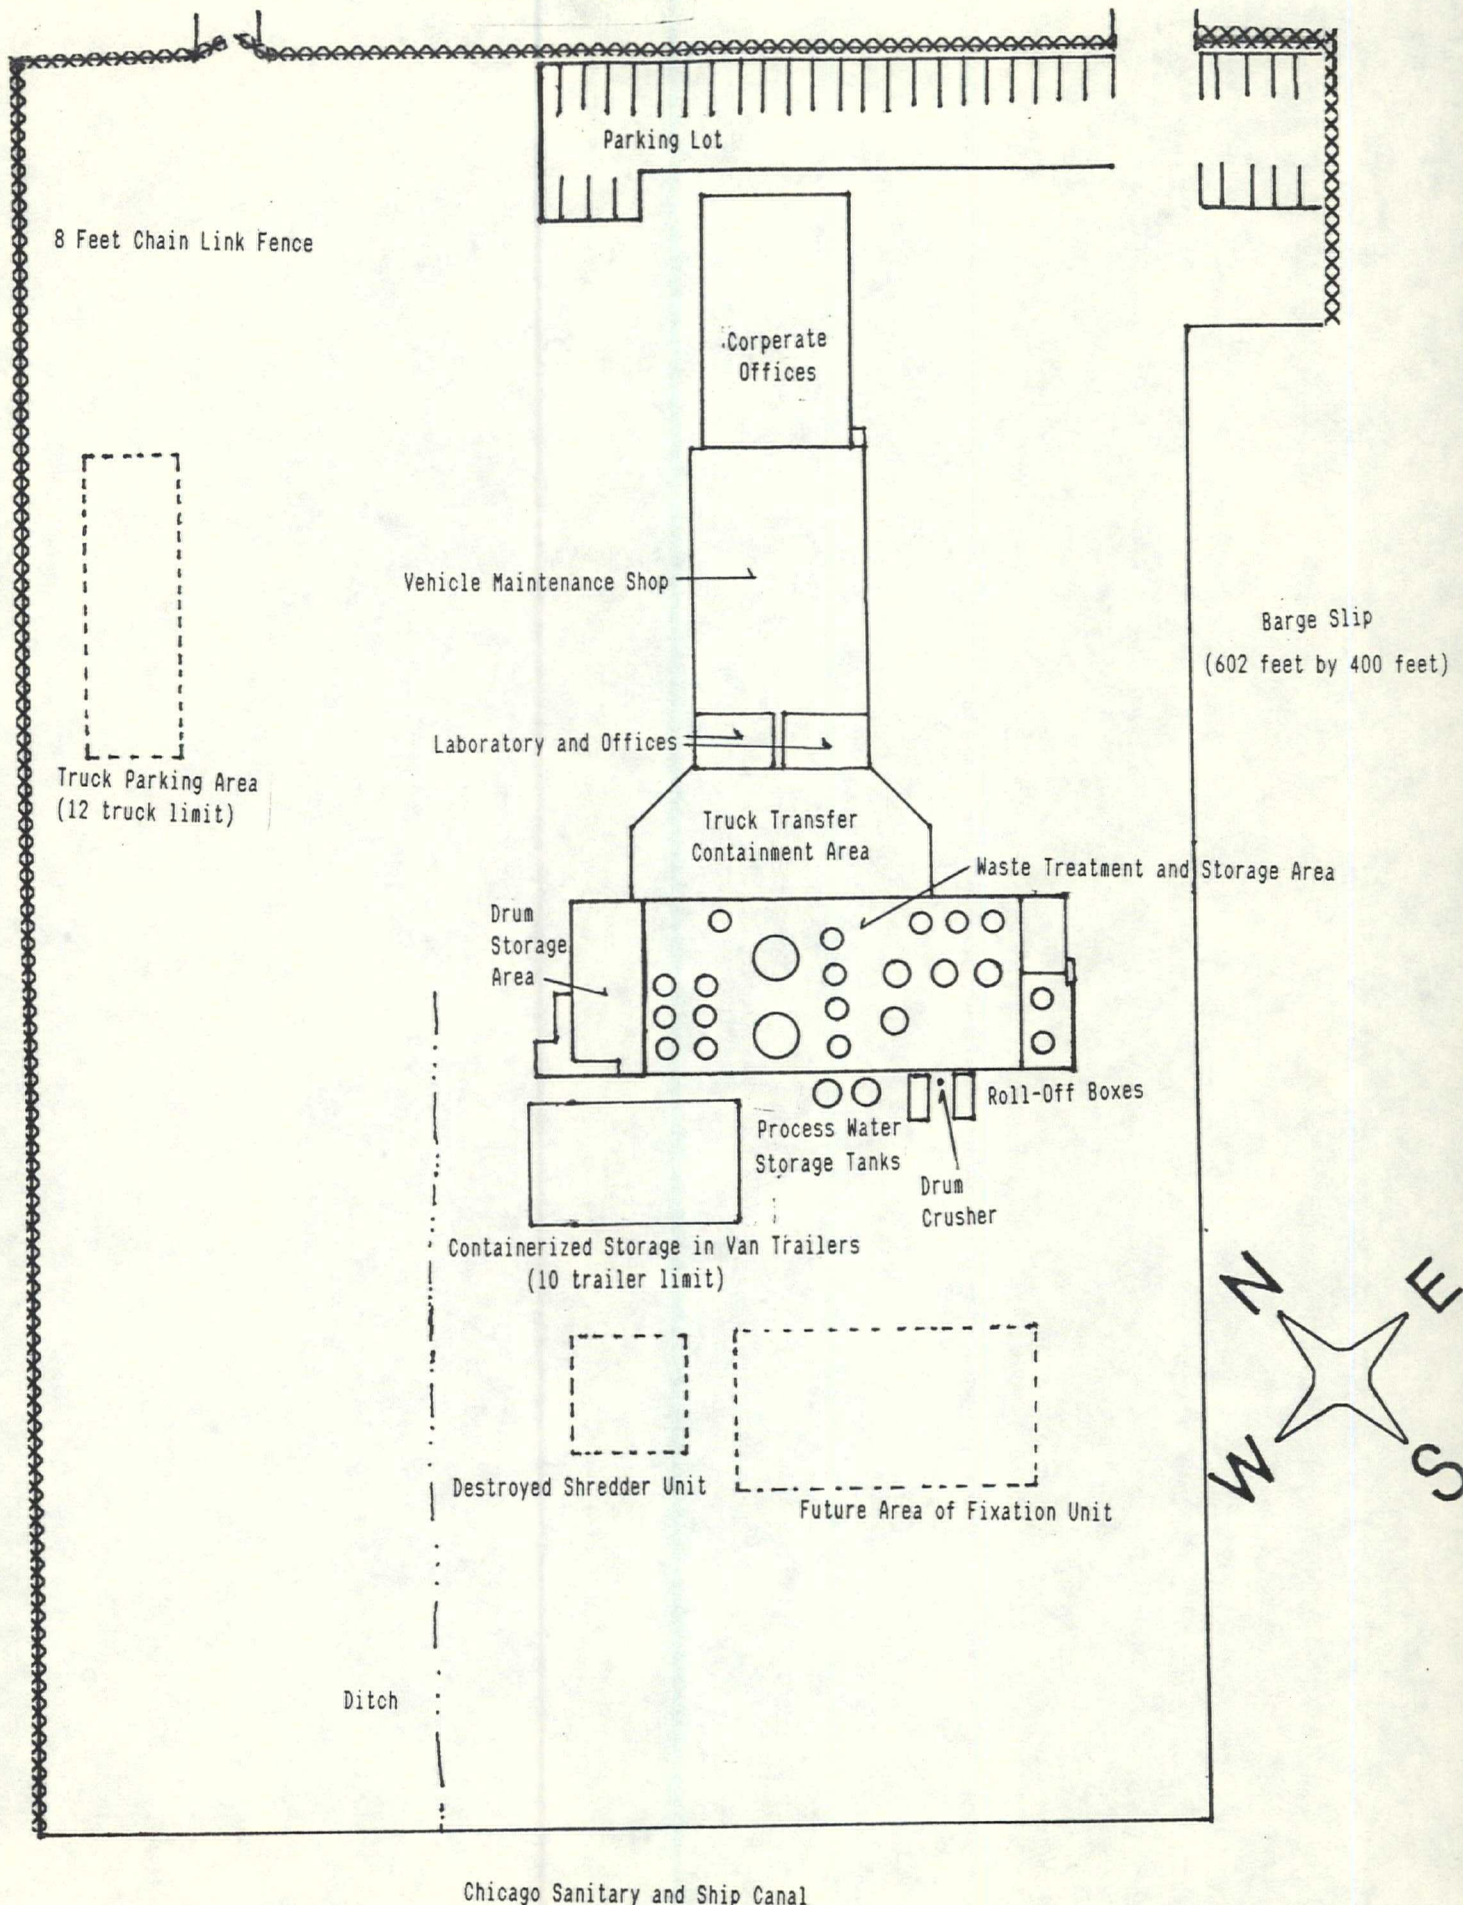 Parking Lot
8 Feet Chain Link Fence
Corperate
Offices
Vehicle Maintenance Shop
Barge Slip
(602 feet by 400 feet)
Laboratory and Offices
Truck Parking Area
(12 truck limit)
Truck Transfer
Containment Area
Waste Treatment and Storage Area
Drum
Storage
Area
Roll-Off Boxes
Process Water
Storage Tanks
Drum
Crusher
Containerized Storage in Van Trailers
(10 trailer limit)
N
E
W
S
Destroyed Shredder Unit
Future Area of Fixation Unit
Ditch
Chicago Sanitary and Ship Canal